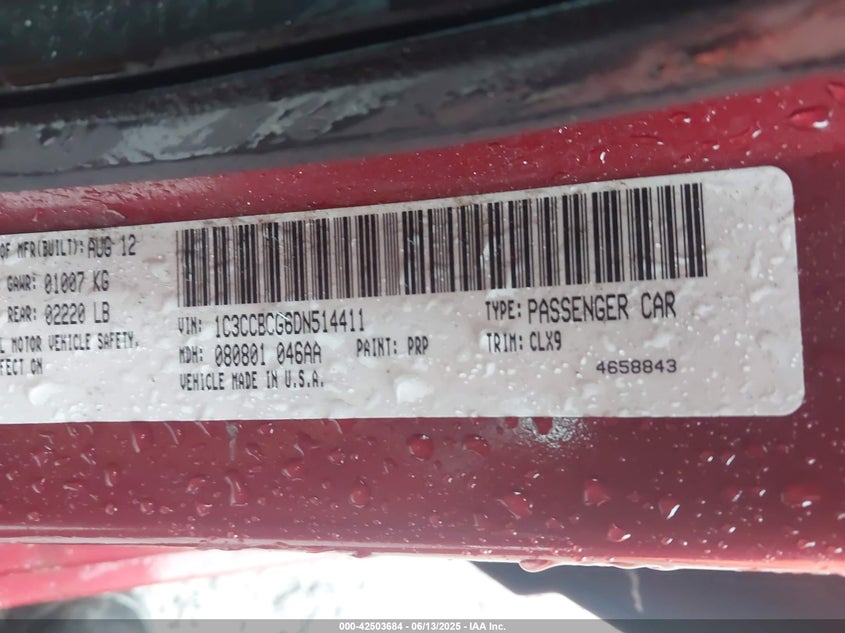 OF MFR(BUILT): AUG 12
GAWR: 01007 KG
REAR: 02220 LB
MOTOR VEHICLE SAFETY,
ON
VIN: 1C3CCBCG6DN514411
TYPE: PASSENGER CAR
MDH: 080801 046AA
PAINT: PRP
TRIM: CLX9
VEHICLE MADE IN U.S.A.
4658843
000-42503684 - 06/13/2025 - IAA Inc.